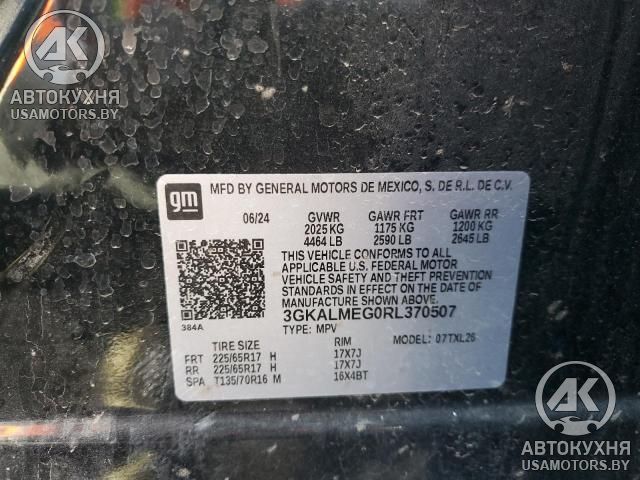 АВТОКУХНЯ
USAMOTORS.BY
gm
MFD BY GENERAL MOTORS DE MEXICO, S. DE R.L. DE C.V.
06/24 GVWR GAWR FRT GAWR RR
2025 KG 1175 KG 1200 KG
4464 LB 2590 LB 2645 LB
THIS VEHICLE CONFORMS TO ALL
APPLICABLE U.S. FEDERAL MOTOR
VEHICLE SAFETY AND THEFT PREVENTION
STANDARDS IN EFFECT ON THE DATE OF
MANUFACTURE SHOWN ABOVE.
384A
3GKALMEG0RL370507
TYPE: MPV MODEL: 07TXL26
TIRE SIZE RIM
FRT 225/65R17 H 17X7J
RR 225/65R17 H 17X7J
SPA T135/70R16 M 16X4BT
АВТОКУХНЯ
USAMOTORS.BY